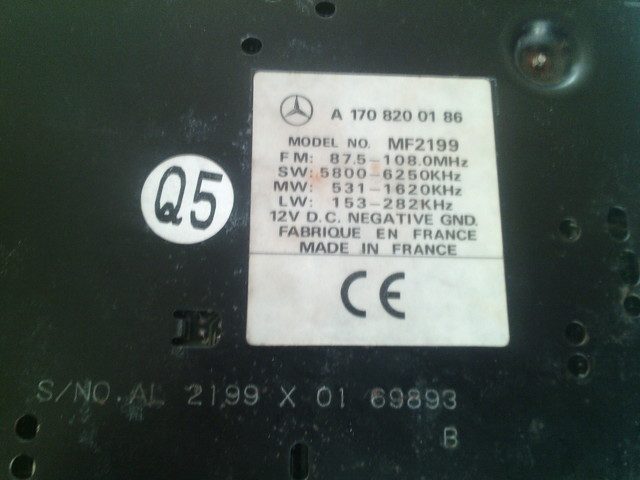 A 170 820 01 86
MODEL NO. MF2199
FM: 87.5-108.0MHz
SW: 5800-6250KHz
MW: 531-1620KHz
LW: 153-282KHz
12V D.C. NEGATIVE GND.
FABRIQUE EN FRANCE
MADE IN FRANCE
CE
Q5
S/NO. AL 2199 X 01 69893
B